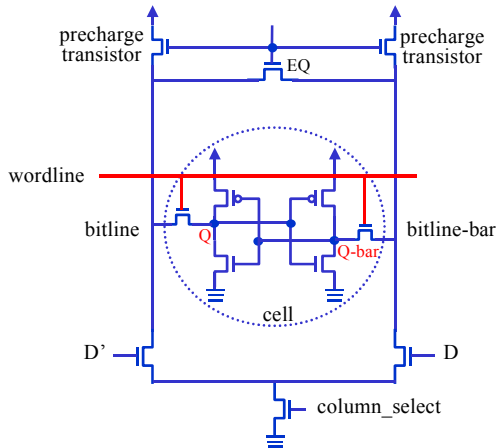 precharge
transistor
precharge
transistor
EQ
wordline
bitline
Q
Q-bar
bitline-bar
cell
D’
D
column_select